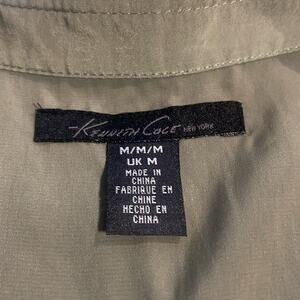 KENNETH COLE NEW YORK
M/M/M
UK M
MADE IN
CHINA
FABRIQUE EN
CHINE
HECHO EN
CHINA